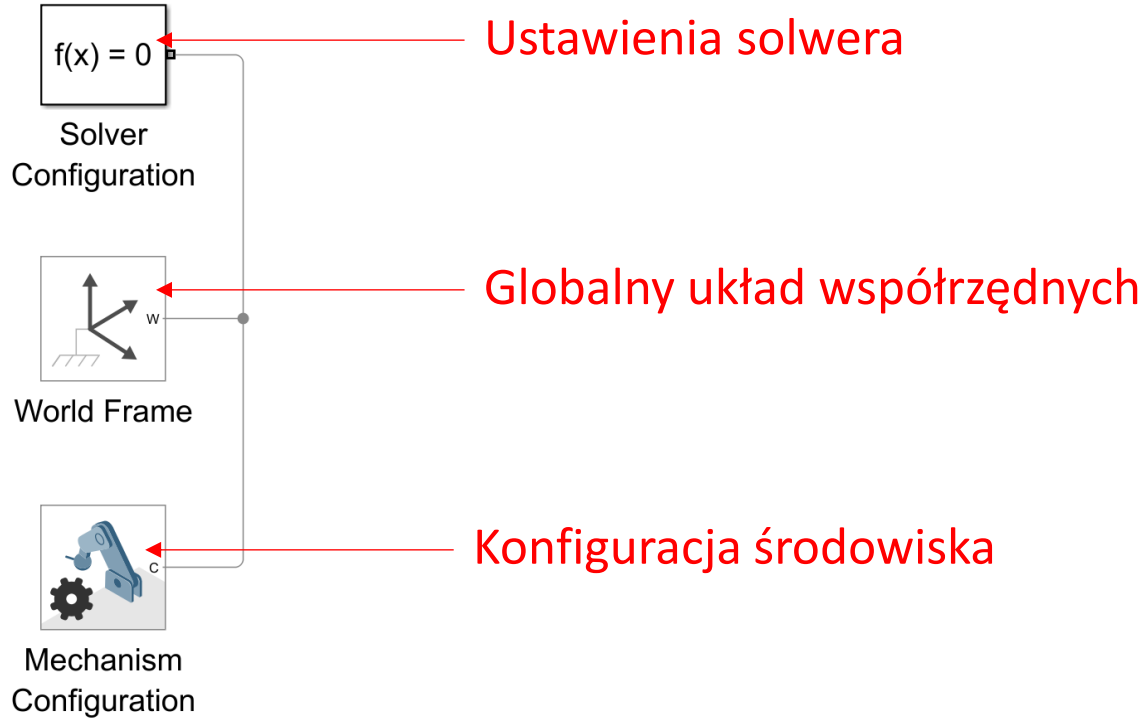 f(x) = 0
Ustawienia solwera
Solver
Configuration
Globalny układ współrzędnych
W
World Frame
Konfiguracja środowiska
C
Mechanism
Configuration